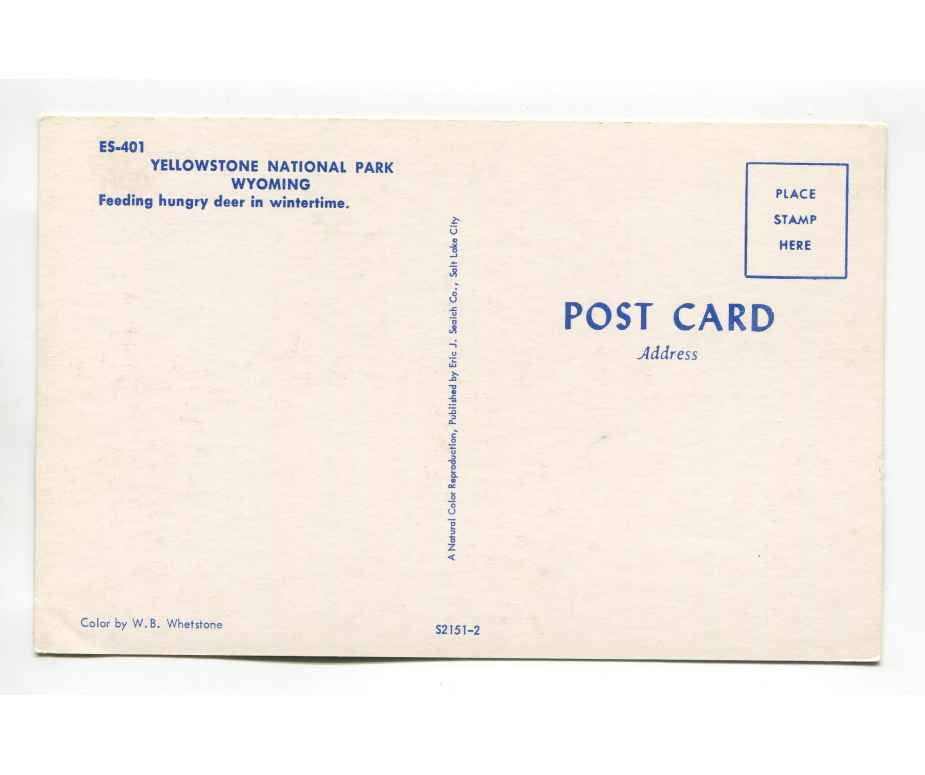 ES-401
YELLOWSTONE NATIONAL PARK
WYOMING
Feeding hungry deer in wintertime.
A Natural Color Reproduction, Published by Eric J. Seaich Co., Salt Lake City
PLACE
STAMP
HERE
POST CARD
Address
Color by W.B. Whetstone
S2151-2